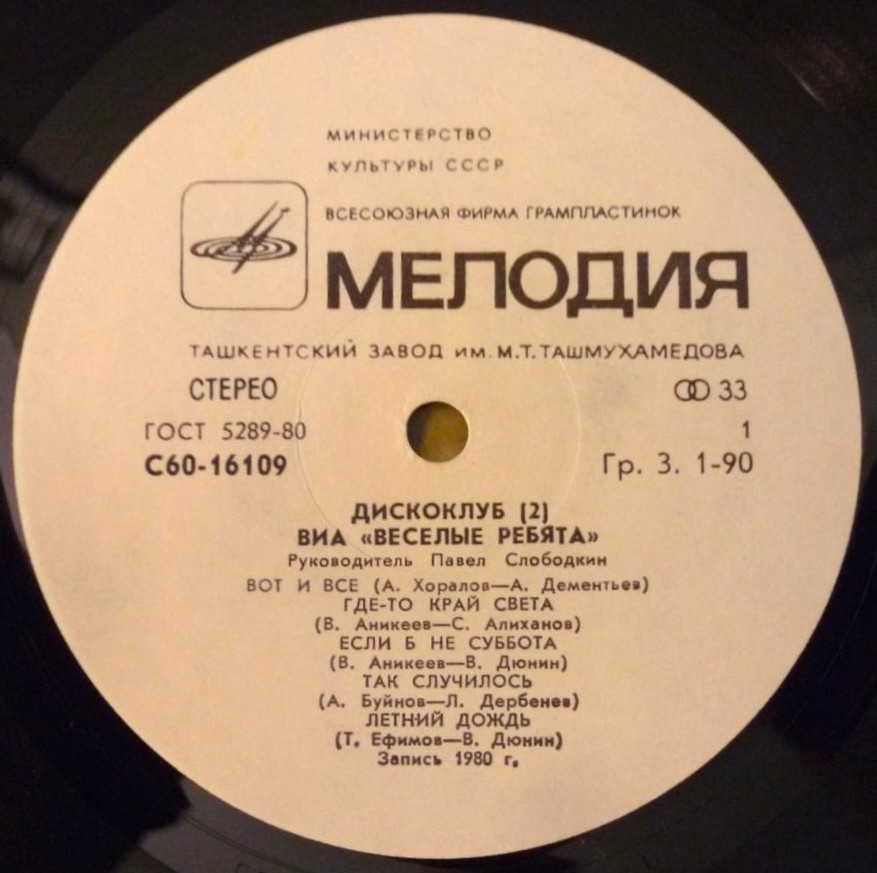 МИНИСТЕРСТВО
КУЛЬТУРЫ СССР
ВСЕСОЮЗНАЯ ФИРМА ГРАМПЛАСТИНОК
МЕЛОДИЯ
ТАШКЕНТСКИЙ ЗАВОД им. М.Т. ТАШМУХАМЕДОВА
СТЕРЕО 33
ГОСТ 5289-80 1
С60-16109 Гр. 3. 1-90
ДИСКОКЛУБ (2)
ВИА «ВЕСЕЛЫЕ РЕБЯТА»
Руководитель Павел Слободкин
ВОТ И ВСЕ (А. Хоралов—А. Дементьев)
ГДЕ-ТО КРАЙ СВЕТА
(В. Аникеев—С. Алиханов)
ЕСЛИ Б НЕ СУББОТА
(В. Аникеев—В. Дюнин)
ТАК СЛУЧИЛОСЬ
(А. Буйнов—Л. Дербенев)
ЛЕТНИЙ ДОЖДЬ
(Т. Ефимов—В. Дюнин)
Запись 1980 г.